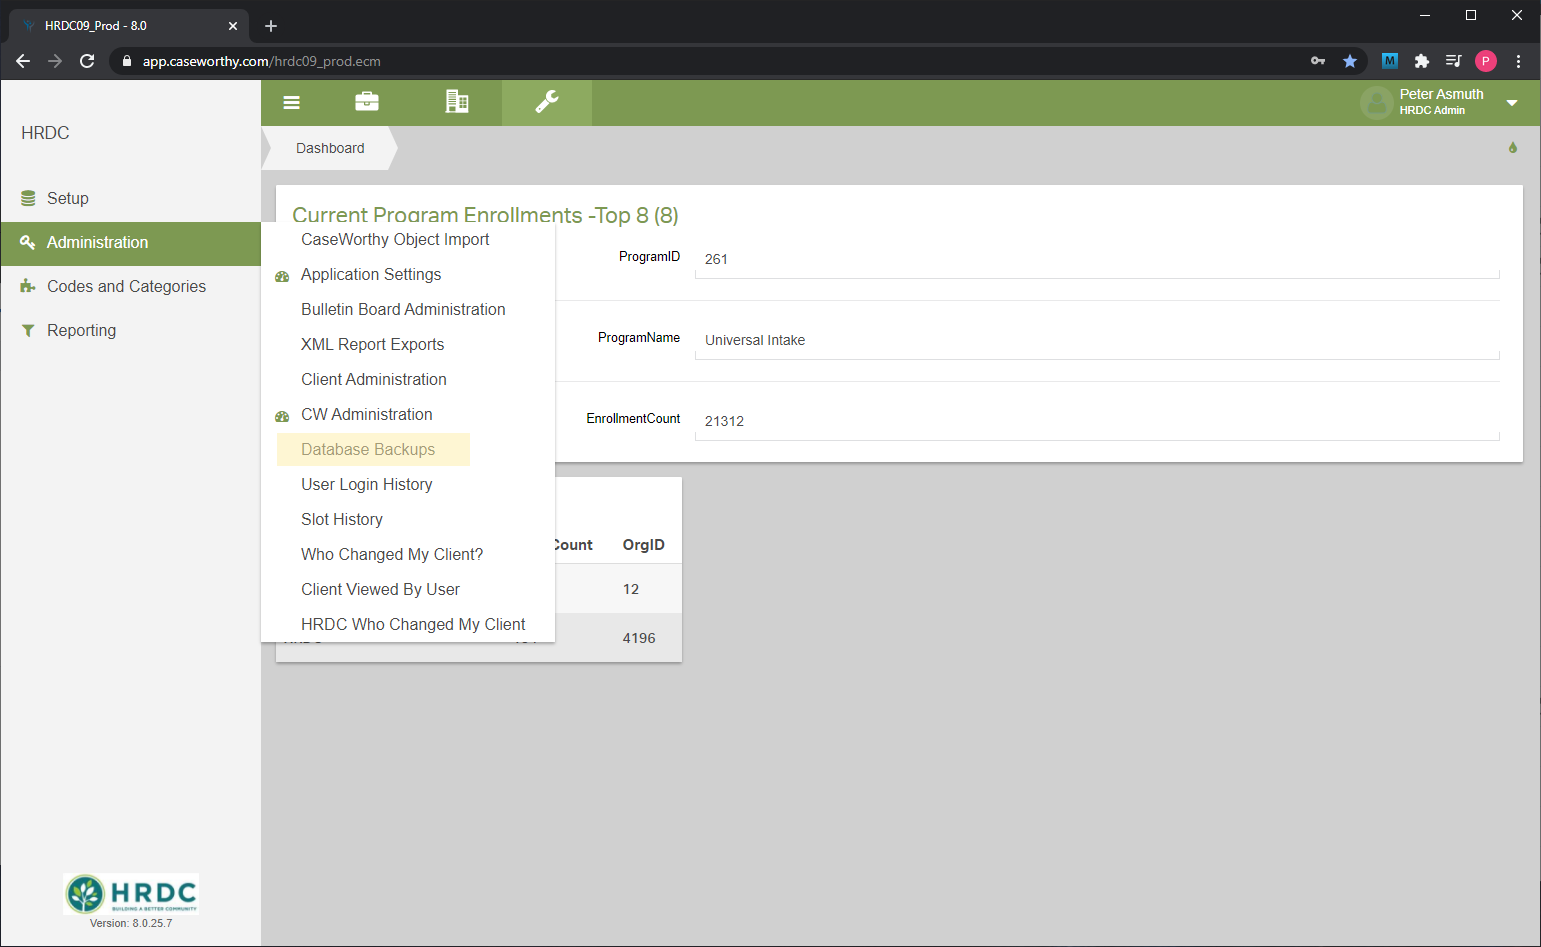 HRDC09_Prod - 8.0
app.caseworthy.com/hrdc09_prod.ecm
M
P
HRDC
Setup
Administration
Codes and Categories
Reporting
HRDC
BUILDING A BETTER COMMUNITY
Version: 8.0.25.7
Peter Asmuth
HRDC Admin
Dashboard
Current Program Enrollments -Top 8 (8)
CaseWorthy Object Import
Application Settings
Bulletin Board Administration
XML Report Exports
Client Administration
CW Administration
Database Backups
User Login History
Slot History
Who Changed My Client?
Client Viewed By User
HRDC Who Changed My Client
ProgramID 261
ProgramName Universal Intake
EnrollmentCount 21312
Count OrgID
12
4196